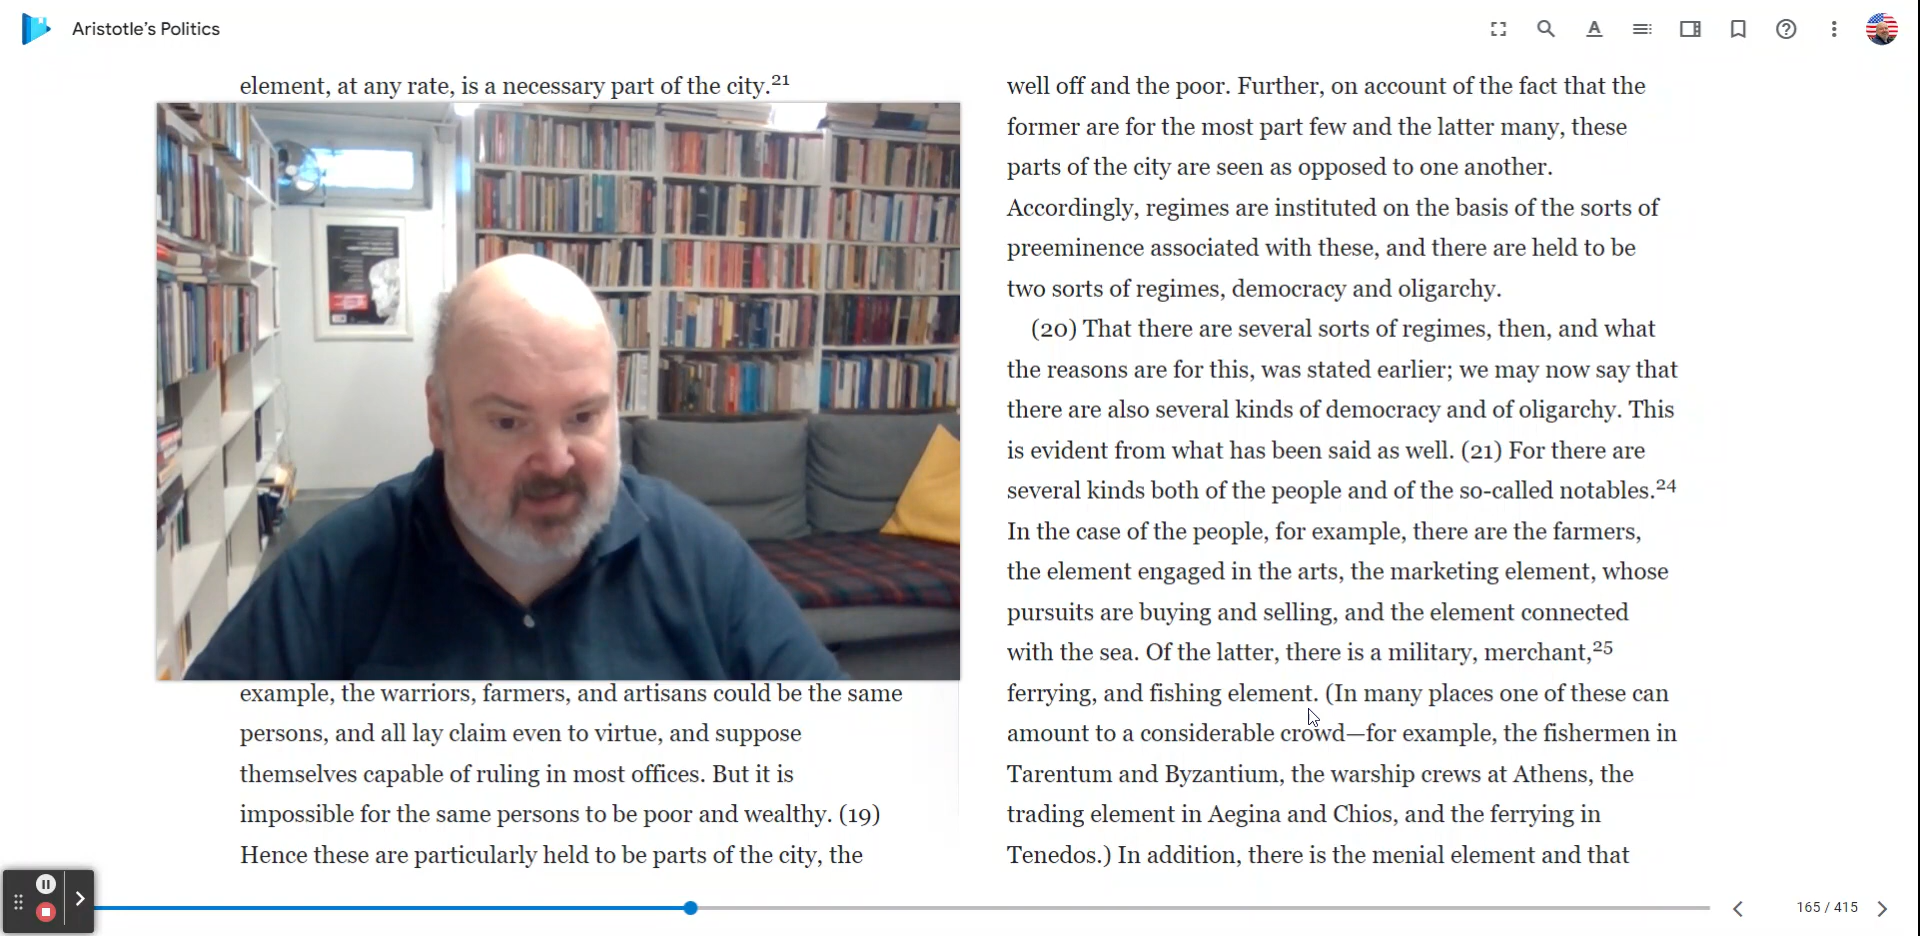 Aristotle’s Politics
element, at any rate, is a necessary part of the city.21
example, the warriors, farmers, and artisans could be the same
persons, and all lay claim even to virtue, and suppose
themselves capable of ruling in most offices. But it is
impossible for the same persons to be poor and wealthy. (19)
Hence these are particularly held to be parts of the city, the
well off and the poor. Further, on account of the fact that the
former are for the most part few and the latter many, these
parts of the city are seen as opposed to one another.
Accordingly, regimes are instituted on the basis of the sorts of
preeminence associated with these, and there are held to be
two sorts of regimes, democracy and oligarchy.
(20) That there are several sorts of regimes, then, and what
the reasons are for this, was stated earlier; we may now say that
there are also several kinds of democracy and of oligarchy. This
is evident from what has been said as well. (21) For there are
several kinds both of the people and of the so-called notables.24
In the case of the people, for example, there are the farmers,
the element engaged in the arts, the marketing element, whose
pursuits are buying and selling, and the element connected
with the sea. Of the latter, there is a military, merchant,25
ferrying, and fishing element. (In many places one of these can
amount to a considerable crowd—for example, the fishermen in
Tarentum and Byzantium, the warship crews at Athens, the
trading element in Aegina and Chios, and the ferrying in
Tenedos.) In addition, there is the menial element and that
165 / 415